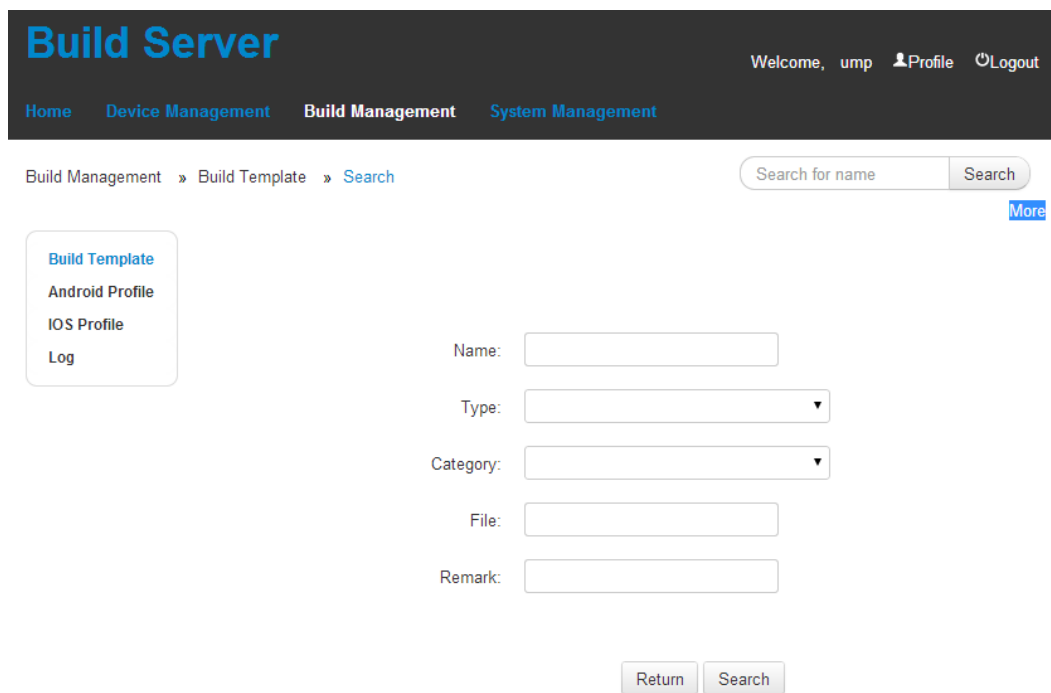 Build Server
Welcome, ump Profile Logout
Home Device Management Build Management System Management
Build Management » Build Template » Search
Search for name Search
More
Build Template
Android Profile
IOS Profile
Log
Name:
Type:
Category:
File:
Remark:
Return Search